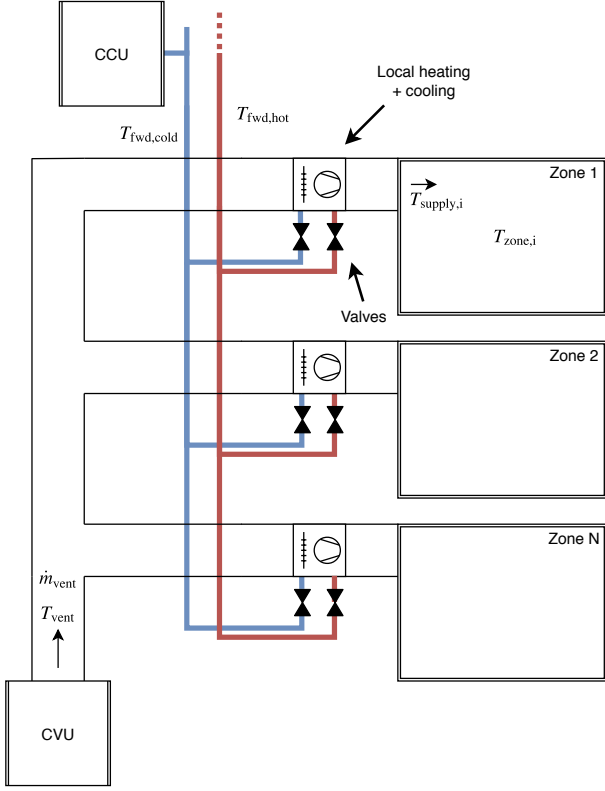 CCU
Local heating
+ cooling
T_fwd,hot
T_fwd,cold
Zone 1
T_supply,i
T_zone,i
Valves
Zone 2
Zone N
ṁ_vent
T_vent
CVU